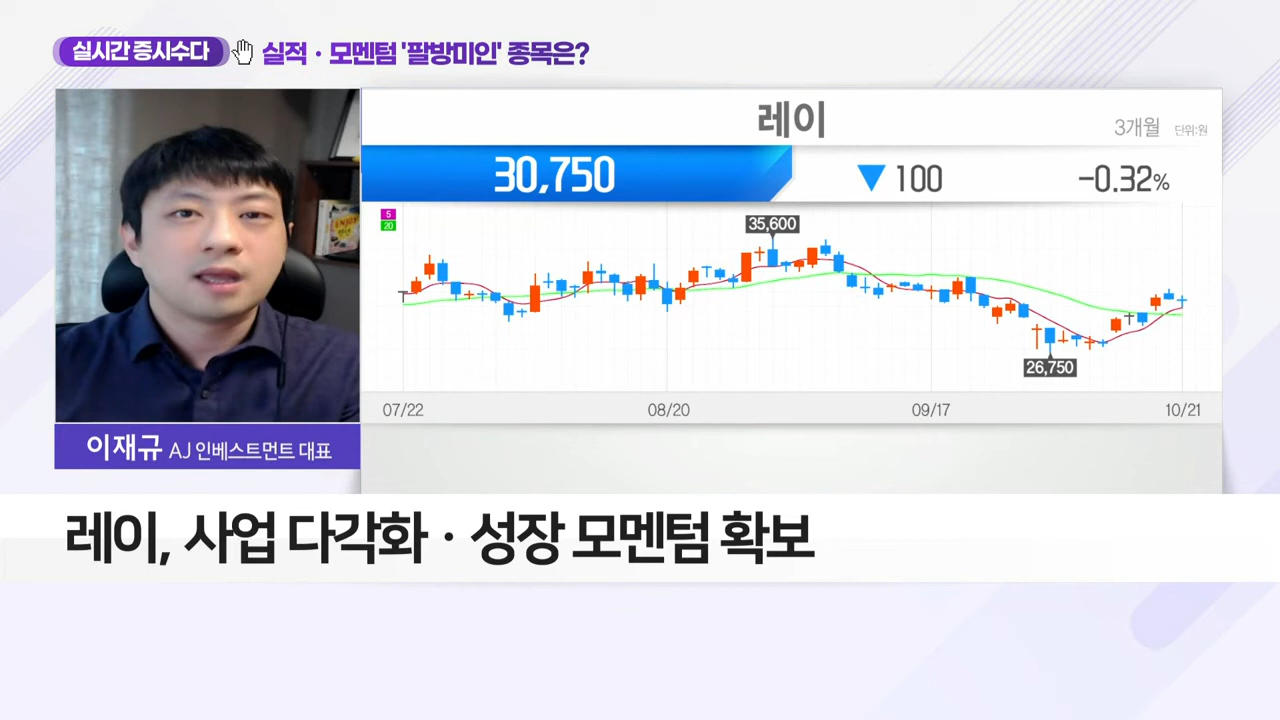 실시간 증시수다 실적·모멘텀 '팔방미인' 종목은?
레이
3개월 단위:원
30,750 ▼100 -0.32%
5
20
35,600
26,750
07/22 08/20 09/17 10/21
이재규 AJ 인베스트먼트 대표
레이, 사업 다각화·성장 모멘텀 확보